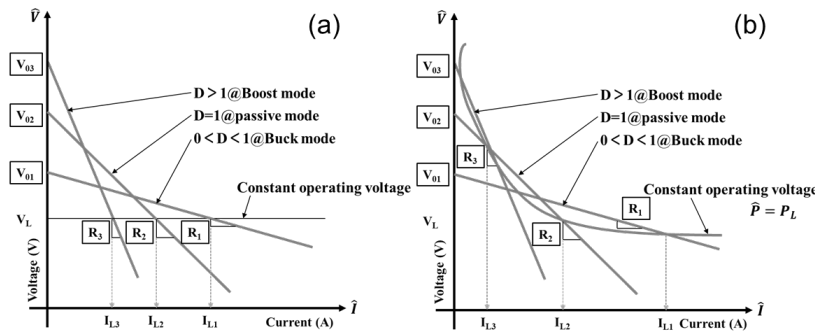 (a)
V̂
V03
V02
V01
VL
Voltage (V)
D > 1@Boost mode
D=1@passive mode
0 < D < 1@Buck mode
Constant operating voltage
R3
R2
R1
IL3
IL2
IL1
Current (A)
Î
(b)
V̂
V03
V02
V01
VL
Voltage (V)
D > 1@Boost mode
D=1@passive mode
0 < D < 1@Buck mode
Constant operating voltage
P̂ = PL
R3
R1
R2
IL3
IL2
IL1
Current (A)
Î